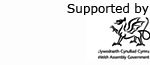 Supported by
Llywodraeth Cynulliad Cymru
Welsh Assembly Government